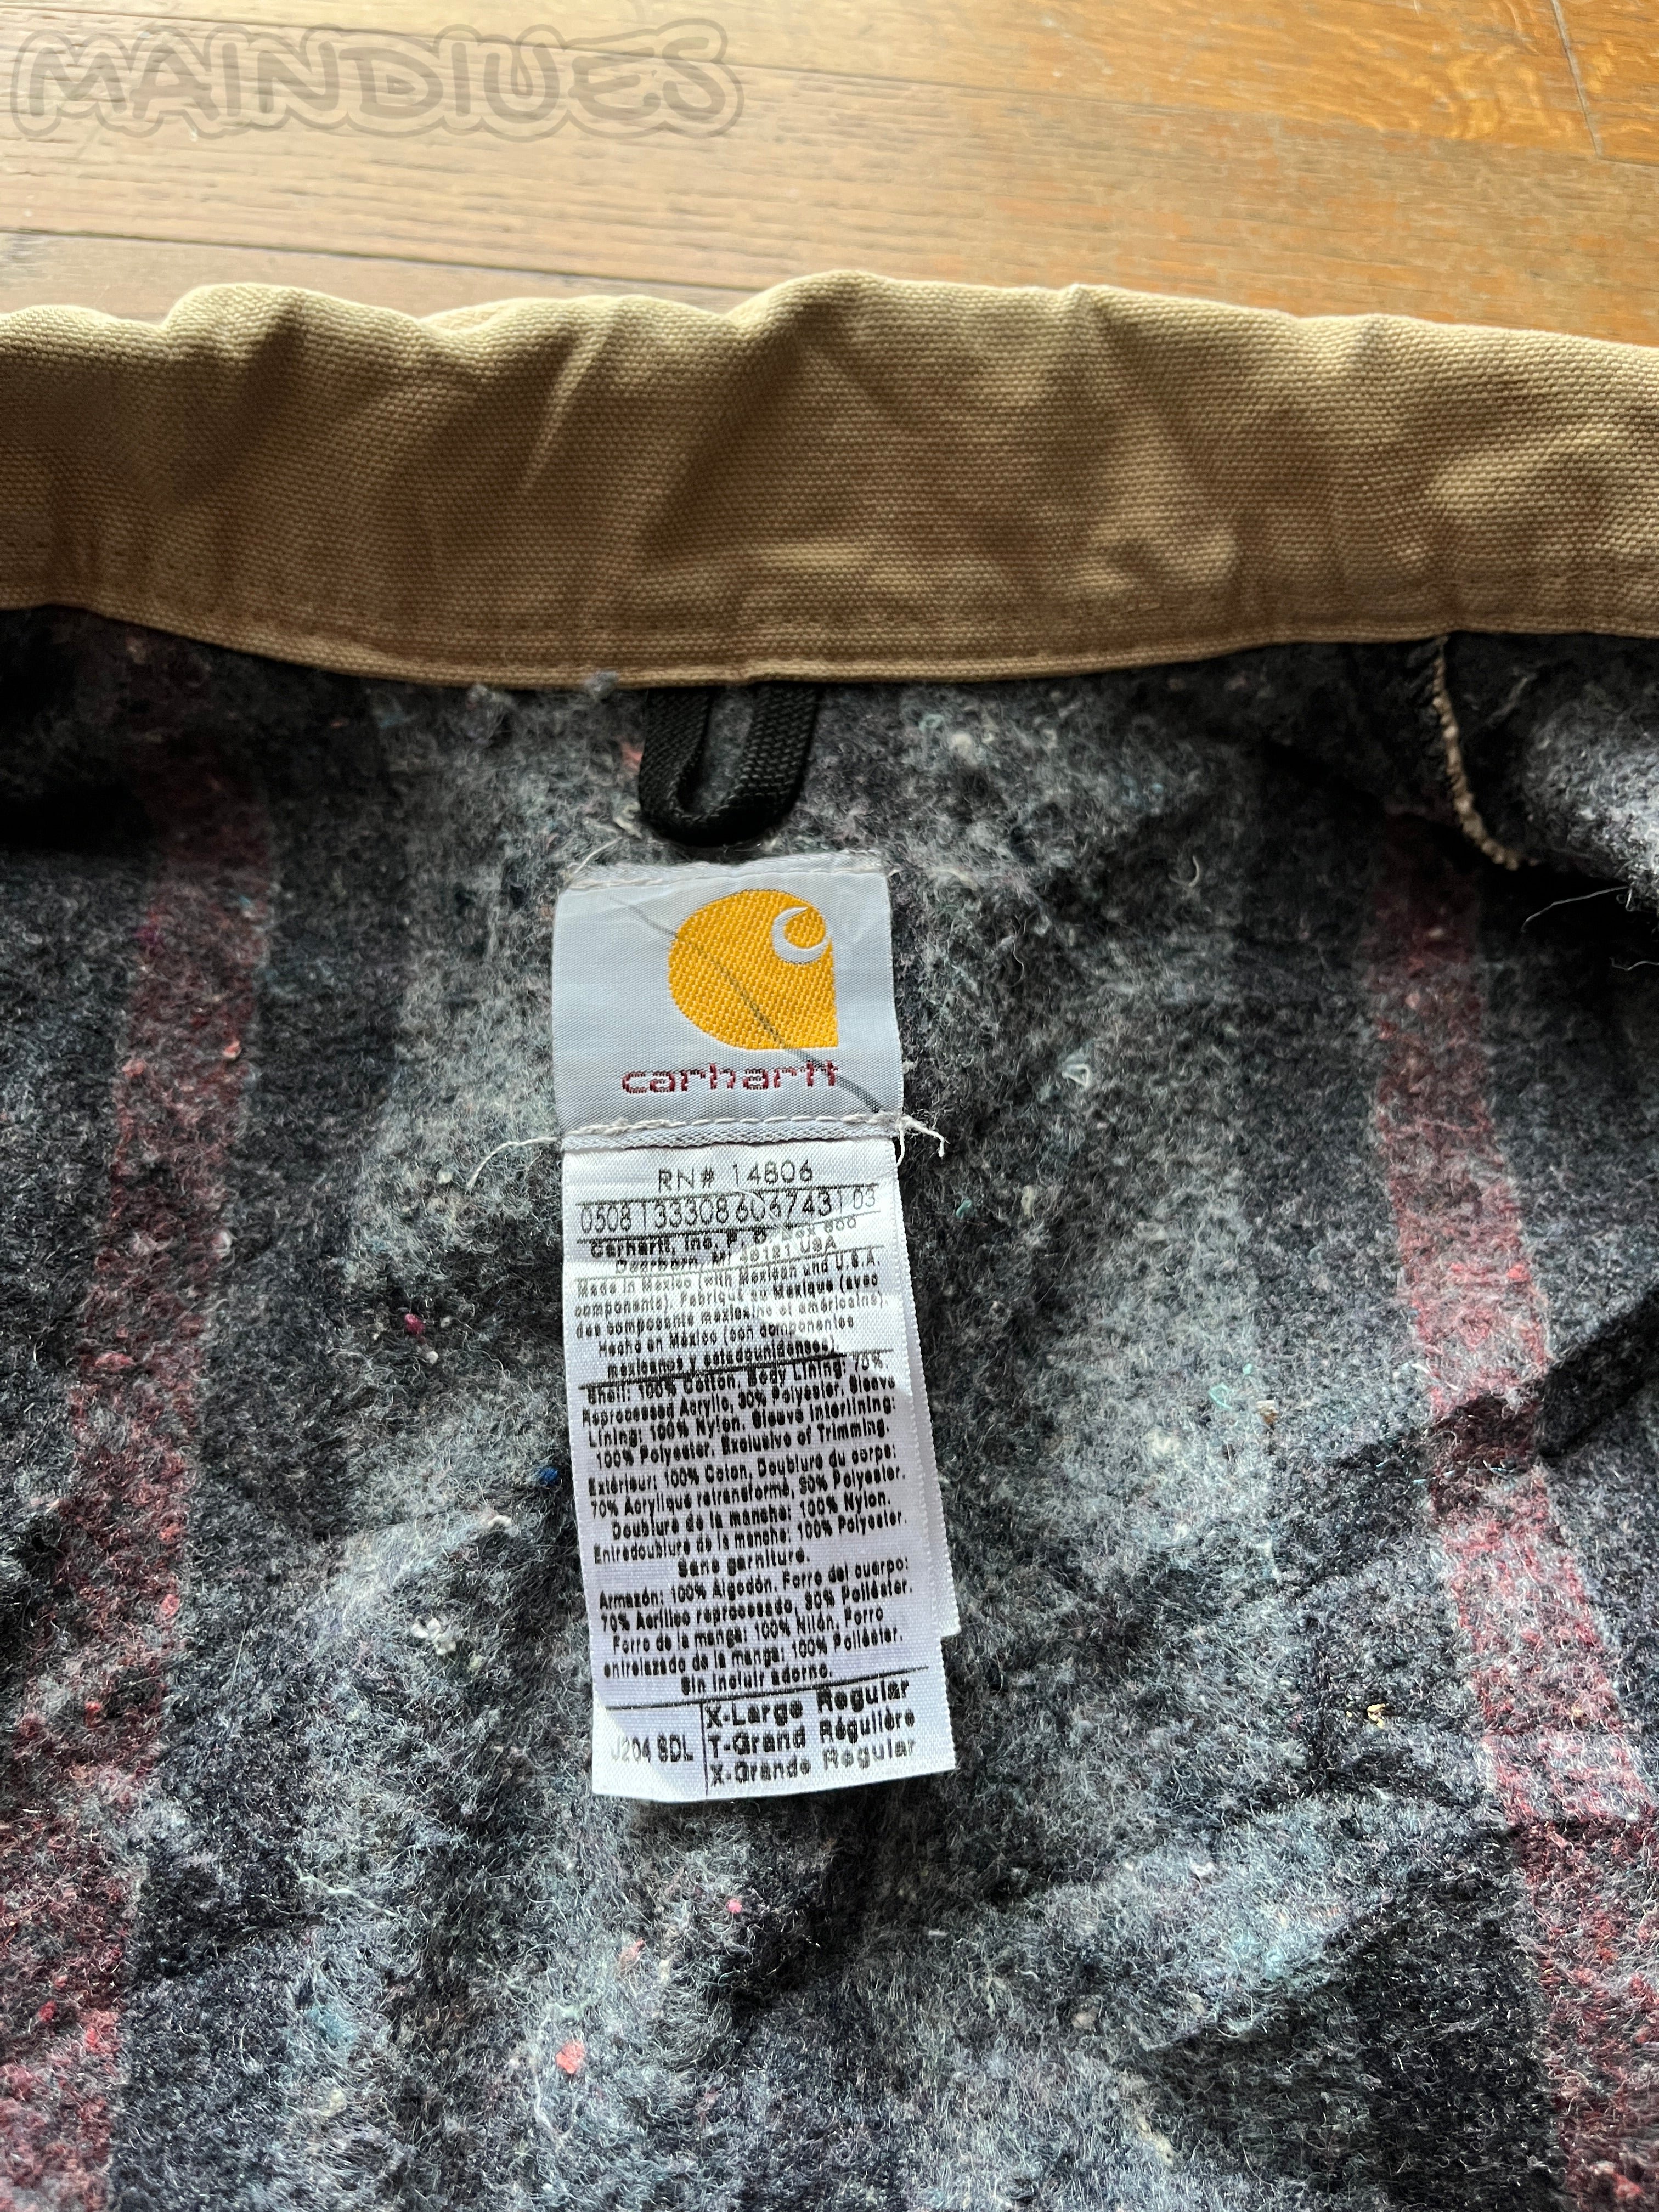 MAINDIUES
carhartt
RN# 14806
0508133308606743103
Carhartt, Inc. P. O. Box 600
Dearborn, MI 48121 USA
Made in Mexico (with Mexican and U.S.A.
components). Fabriqué au Mexique (avec
des composants mexicains et américains).
Hecho en México (con componentes
mexicanos y estadounidenses)
Shell: 100% Cotton, Body Lining: 70%
Reprocessed Acrylic, 30% Polyester, Sleeve
Lining: 100% Nylon, Sleeve Interlining:
100% Polyester. Exclusive of Trimming.
Extérieur: 100% Coton, Doublure du corps:
70% Acrylique retransformé, 30% Polyester.
Doublure de la manche: 100% Nylon.
Entredoublure de la manche: 100% Polyester.
Sans garniture.
Armazón: 100% Algodón, Forro del cuerpo:
70% Acrílico reprocesado, 30% Poliéster.
Forro de la manga: 100% Nilón, Forro
entrelazado de la manga: 100% Poliéster.
Sin incluir adorno.
J204 SDL
X-Large Regular
T-Grand Régulière
X-Grande Regular